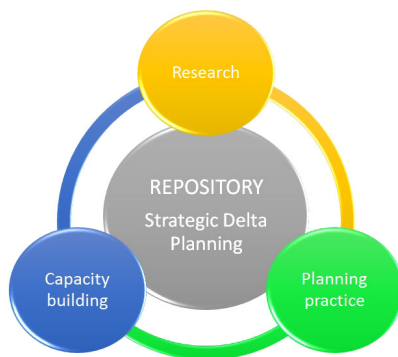 Research
REPOSITORY
Strategic Delta
Planning
Capacity
building
Planning
practice